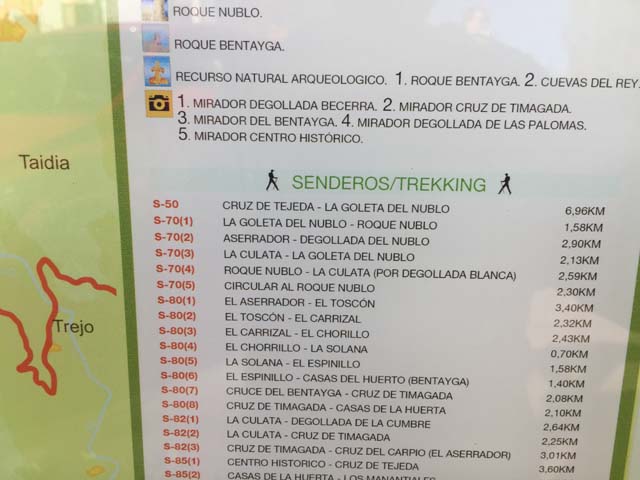 ROQUE NUBLO.
ROQUE BENTAYGA.
RECURSO NATURAL ARQUEOLOGICO. 1. ROQUE BENTAYGA. 2. CUEVAS DEL REY.
1. MIRADOR DEGOLLADA BECERRA. 2. MIRADOR CRUZ DE TIMAGADA.
3. MIRADOR DEL BENTAYGA. 4. MIRADOR DEGOLLADA DE LAS PALOMAS.
5. MIRADOR CENTRO HISTÓRICO.
Taidia
Trejo
SENDEROS/TREKKING
S-50 CRUZ DE TEJEDA - LA GOLETA DEL NUBLO 6,96KM
S-70(1) LA GOLETA DEL NUBLO - ROQUE NUBLO 1,58KM
S-70(2) ASERRADOR - DEGOLLADA DEL NUBLO 2,90KM
S-70(3) LA CULATA - LA GOLETA DEL NUBLO 2,13KM
S-70(4) ROQUE NUBLO - LA CULATA (POR DEGOLLADA BLANCA) 2,59KM
S-70(5) CIRCULAR AL ROQUE NUBLO 2,30KM
S-80(1) EL ASERRADOR - EL TOSCÓN 3,40KM
S-80(2) EL TOSCÓN - EL CARRIZAL 2,32KM
S-80(3) EL CARRIZAL - EL CHORILLO 2,43KM
S-80(4) EL CHORRILLO - LA SOLANA 0,70KM
S-80(5) LA SOLANA - EL ESPINILLO 1,58KM
S-80(6) EL ESPINILLO - CASAS DEL HUERTO (BENTAYGA) 1,40KM
S-80(7) CRUCE DEL BENTAYGA - CRUZ DE TIMAGADA 2,08KM
S-80(8) CRUZ DE TIMAGADA - CASAS DE LA HUERTA 2,10KM
S-82(1) LA CULATA - DEGOLLADA DE LA CUMBRE 2,64KM
S-82(2) LA CULATA - CRUZ DE TIMAGADA 2,25KM
S-82(3) CRUZ DE TIMAGADA - CRUZ DEL CARPIO (EL ASERRADOR) 3,01KM
S-85(1) CENTRO HISTORICO - CRUZ DE TEJEDA 3,60KM
S-85(2) CASAS DE LA HUERTA - LOS MANANTIALES